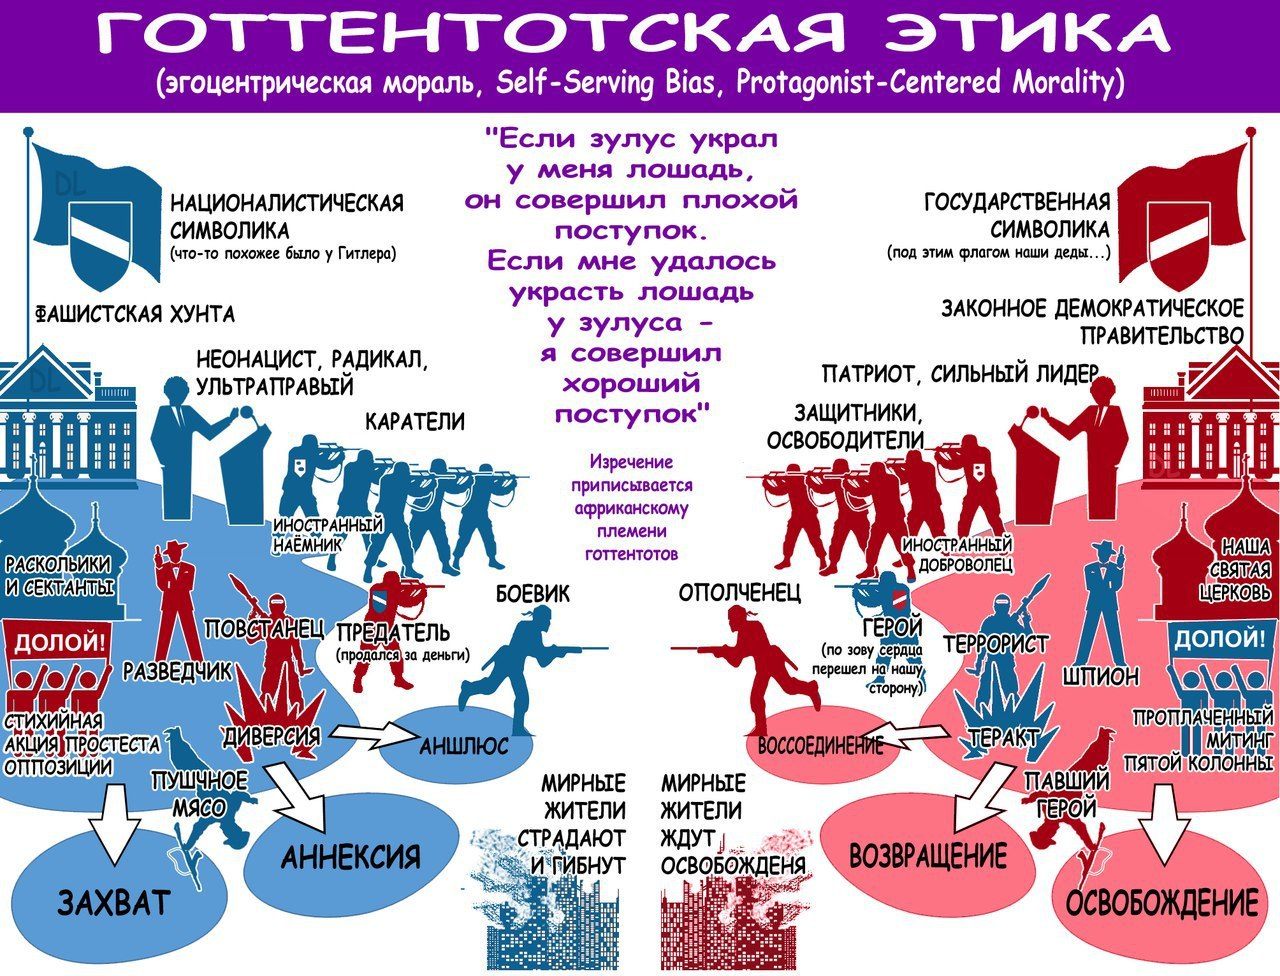 ГОТТЕНТОТСКАЯ ЭТИКА
(эгоцентрическая мораль, Self-Serving Bias, Protagonist-Centered Morality)
"Если зулус украл
у меня лошадь,
он совершил плохой
поступок.
Если мне удалось
украсть лошадь
у зулуса -
я совершил
хороший
поступок"
Изречение
приписывается
африканскому
племени
готтентотов
DL
НАЦИОНАЛИСТИЧЕСКАЯ
СИМВОЛИКА
(что-то похожее было у Гитлера)
ФАШИСТСКАЯ ХУНТА
DL
НЕОНАЦИСТ, РАДИКАЛ,
УЛЬТРАПРАВЫЙ
КАРАТЕЛИ
ИНОСТРАННЫЙ
НАЁМНИК
РАСКОЛЬИКИ
И СЕКТАНТЫ
БОЕВИК
ДОЛОЙ!
ПОВСТАНЕЦ
ПРЕДАТЕЛЬ
(продался за деньги)
РАЗВЕДЧИК
СТИХИЙНАЯ
АКЦИЯ ПРОСТЕСТА
ОППОЗИЦИИ
ДИВЕРСИЯ
АНШЛЮС
ПУШЧНОЕ
МЯСО
МИРНЫЕ
ЖИТЕЛИ
СТРАДАЮТ
И ГИБНУТ
АННЕКСИЯ
ЗАХВАТ
ГОСУДАРСТВЕННАЯ
СИМВОЛИКА
(под этим флагом наши деды...)
ЗАКОННОЕ ДЕМОКРАТИЧЕСКОЕ
ПРАВИТЕЛЬСТВО
ПАТРИОТ, СИЛЬНЫЙ ЛИДЕР
ЗАЩИТНИКИ,
ОСВОБОДИТЕЛИ
DL
ИНОСТРАННЫЙ
ДОБРОВОЛЕЦ
НАША
СВЯТАЯ
ЦЕРКОВЬ
ОПОЛЧЕНЕЦ
ГЕРОЙ
(по зову сердца
перешел на нашу
сторону)
ТЕРРОРИСТ
ДОЛОЙ!
ШПИОН
ПРОПЛАЧЕННЫЙ
МИТИНГ
ПЯТОЙ КОЛОННЫ
ТЕРАКТ
ВОССОЕДИНЕНИЕ
ПАВШИЙ
ГЕРОЙ
МИРНЫЕ
ЖИТЕЛИ
ЖДУТ
ОСВОБОЖДЕНЯ
ВОЗВРАЩЕНИЕ
ОСВОБОЖДЕНИЕ